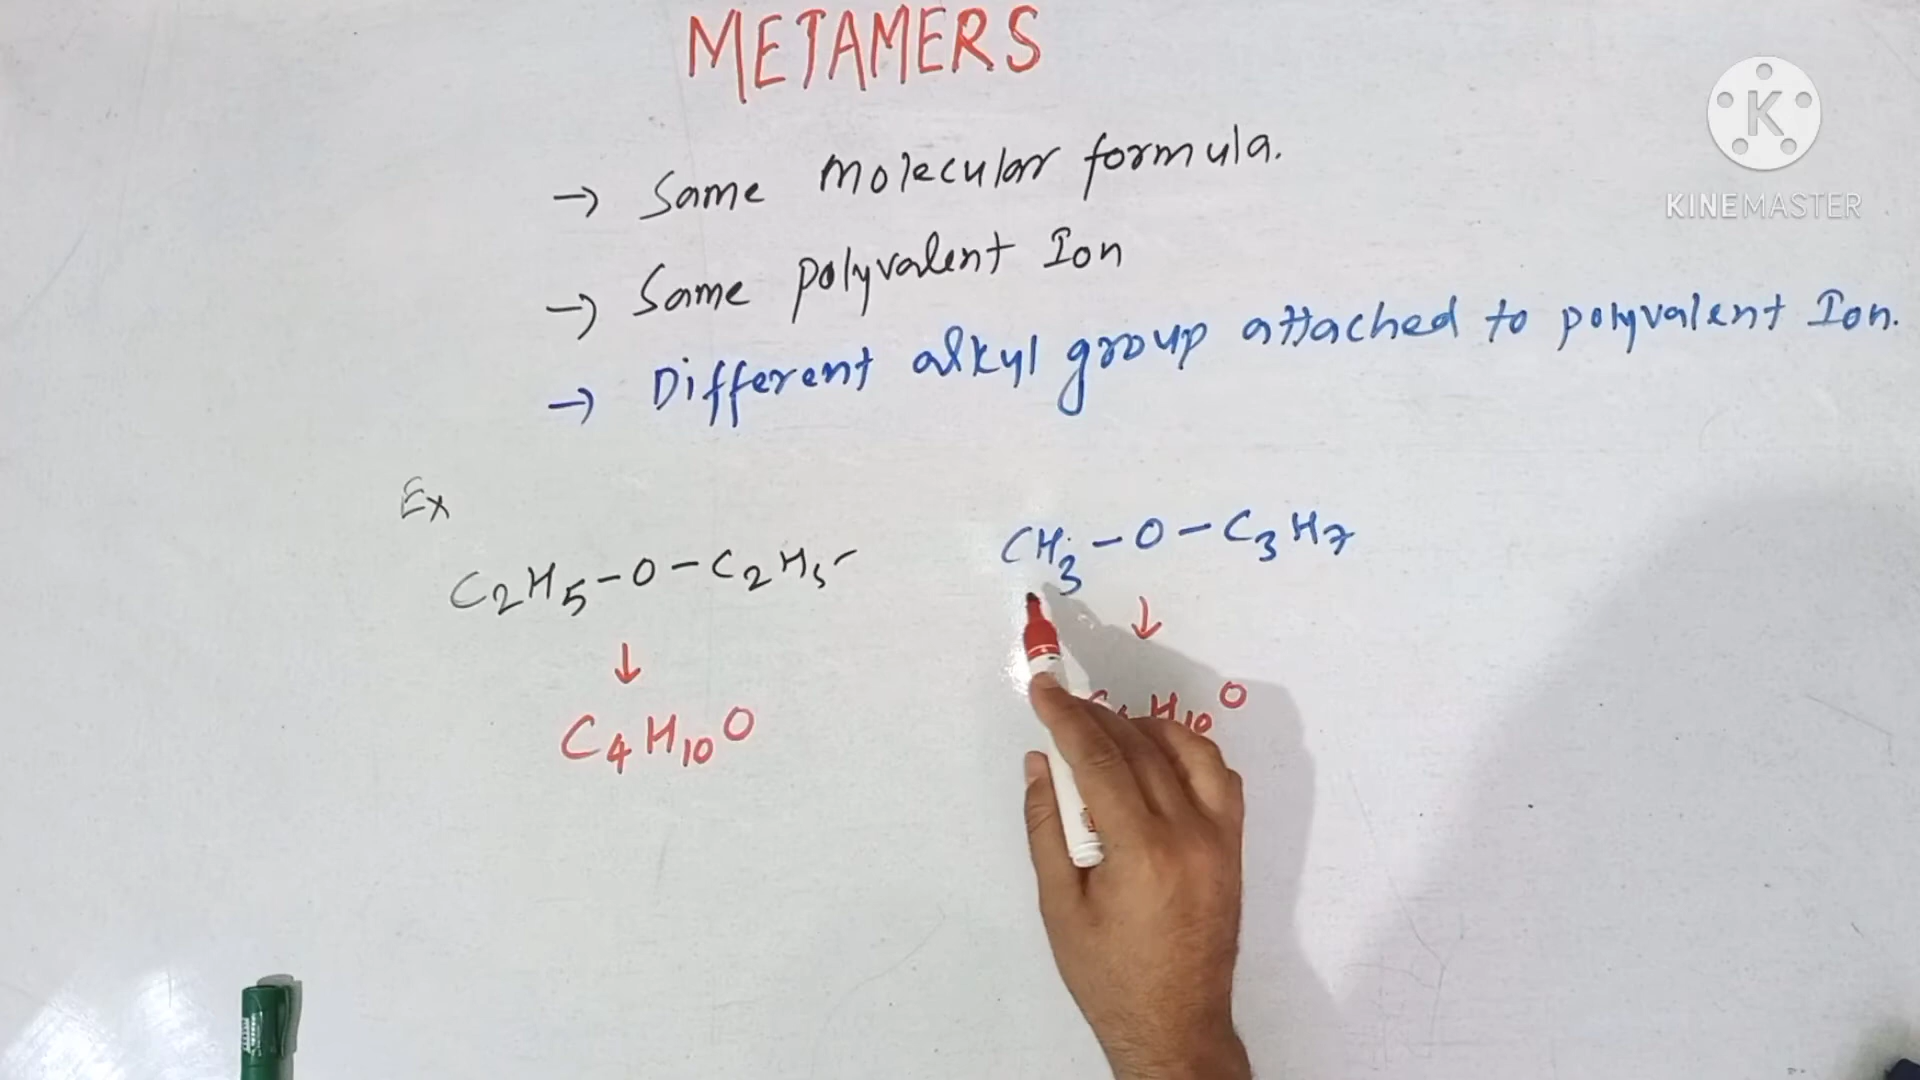 METAMERS
K
KINEMASTER
→ Same molecular formula.
→ Same polyvalent Ion
→ Different alkyl group attached to polyvalent Ion.
Ex
C2H5-O-C2H5 CH3-O-C3H7
↓ ↓
C4H10O H10O